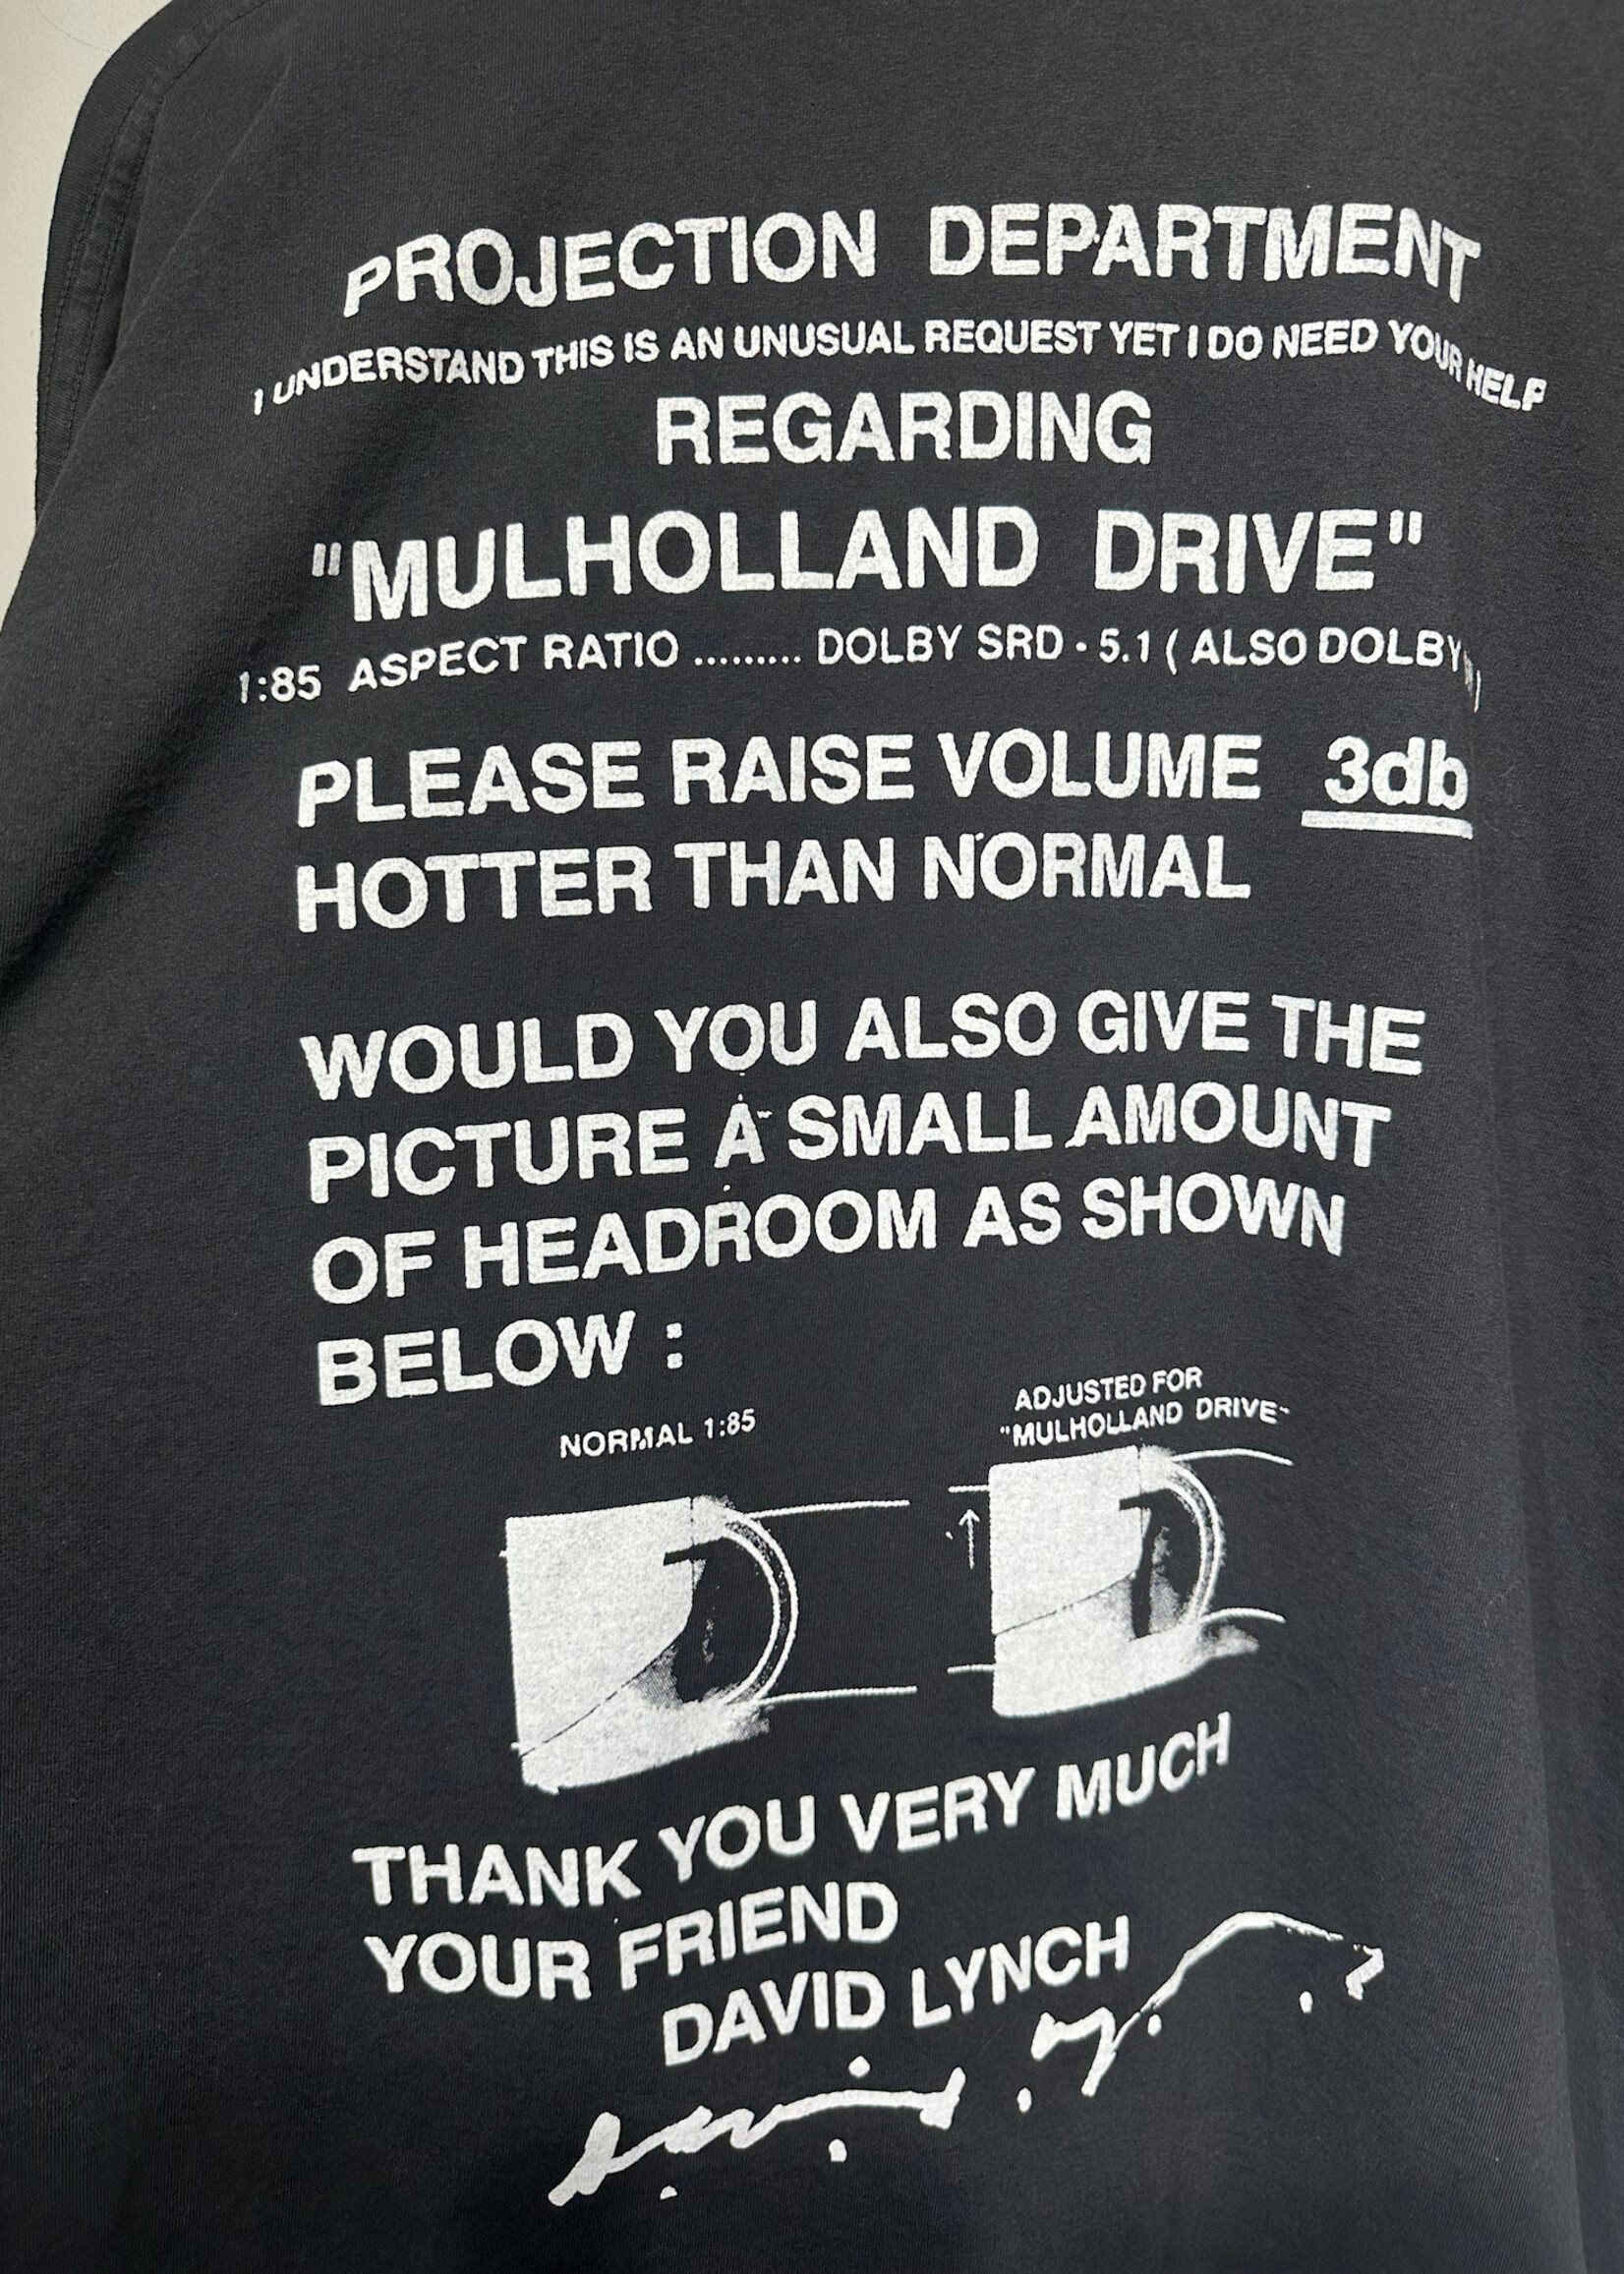 PROJECTION DEPARTMENT
I UNDERSTAND THIS IS AN UNUSUAL REQUEST YET I DO NEED YOUR HELP
REGARDING
"MULHOLLAND DRIVE"
1:85 ASPECT RATIO ......... DOLBY SRD - 5.1 ( ALSO DOLBY
PLEASE RAISE VOLUME 3db
HOTTER THAN NORMAL
WOULD YOU ALSO GIVE THE
PICTURE A SMALL AMOUNT
OF HEADROOM AS SHOWN
BELOW :
NORMAL 1:85
ADJUSTED FOR
"MULHOLLAND DRIVE"
THANK YOU VERY MUCH
YOUR FRIEND
DAVID LYNCH